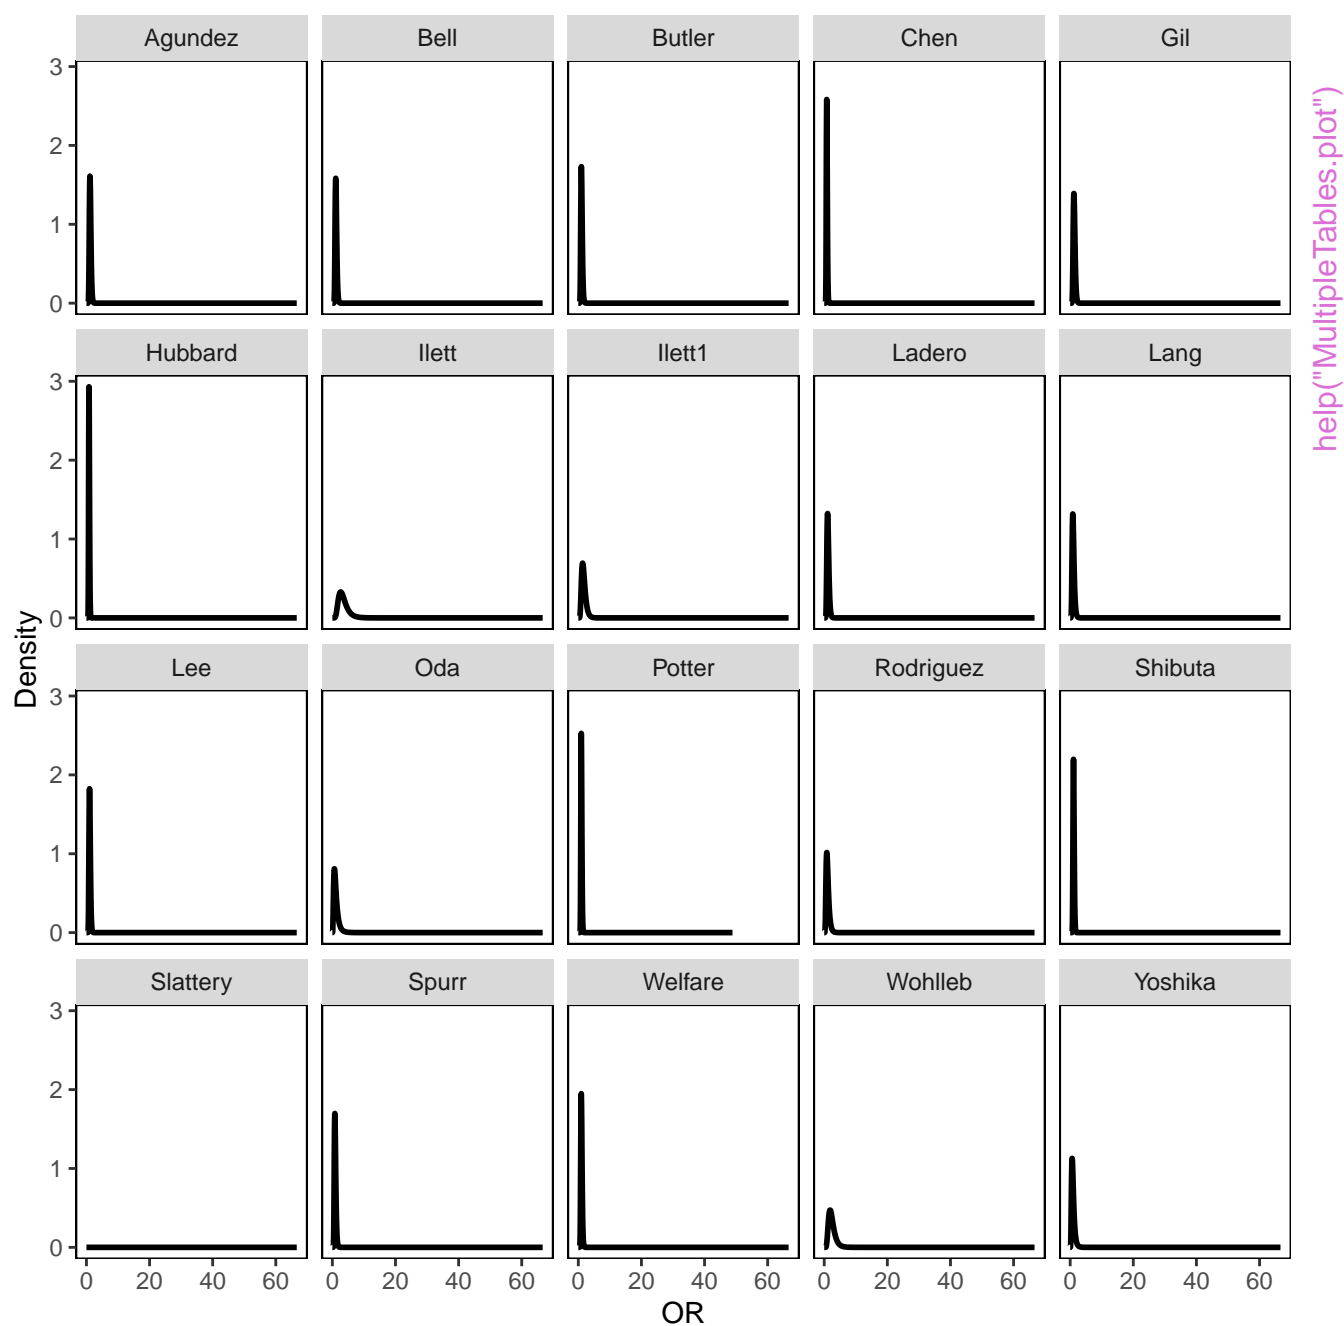 Agundez
Bell
Butler
Chen
Gil
3
2
1
0
Hubbard
Ilett
Ilett1
Ladero
Lang
3
2
1
0
Lee
Oda
Potter
Rodriguez
Shibuta
3
2
1
0
Slattery
Spurr
Welfare
Wohlleb
Yoshika
3
2
1
0
0 20 40 60
0 20 40 60
0 20 40 60
0 20 40 60
0 20 40 60
OR
Density
help("MultipleTables.plot")